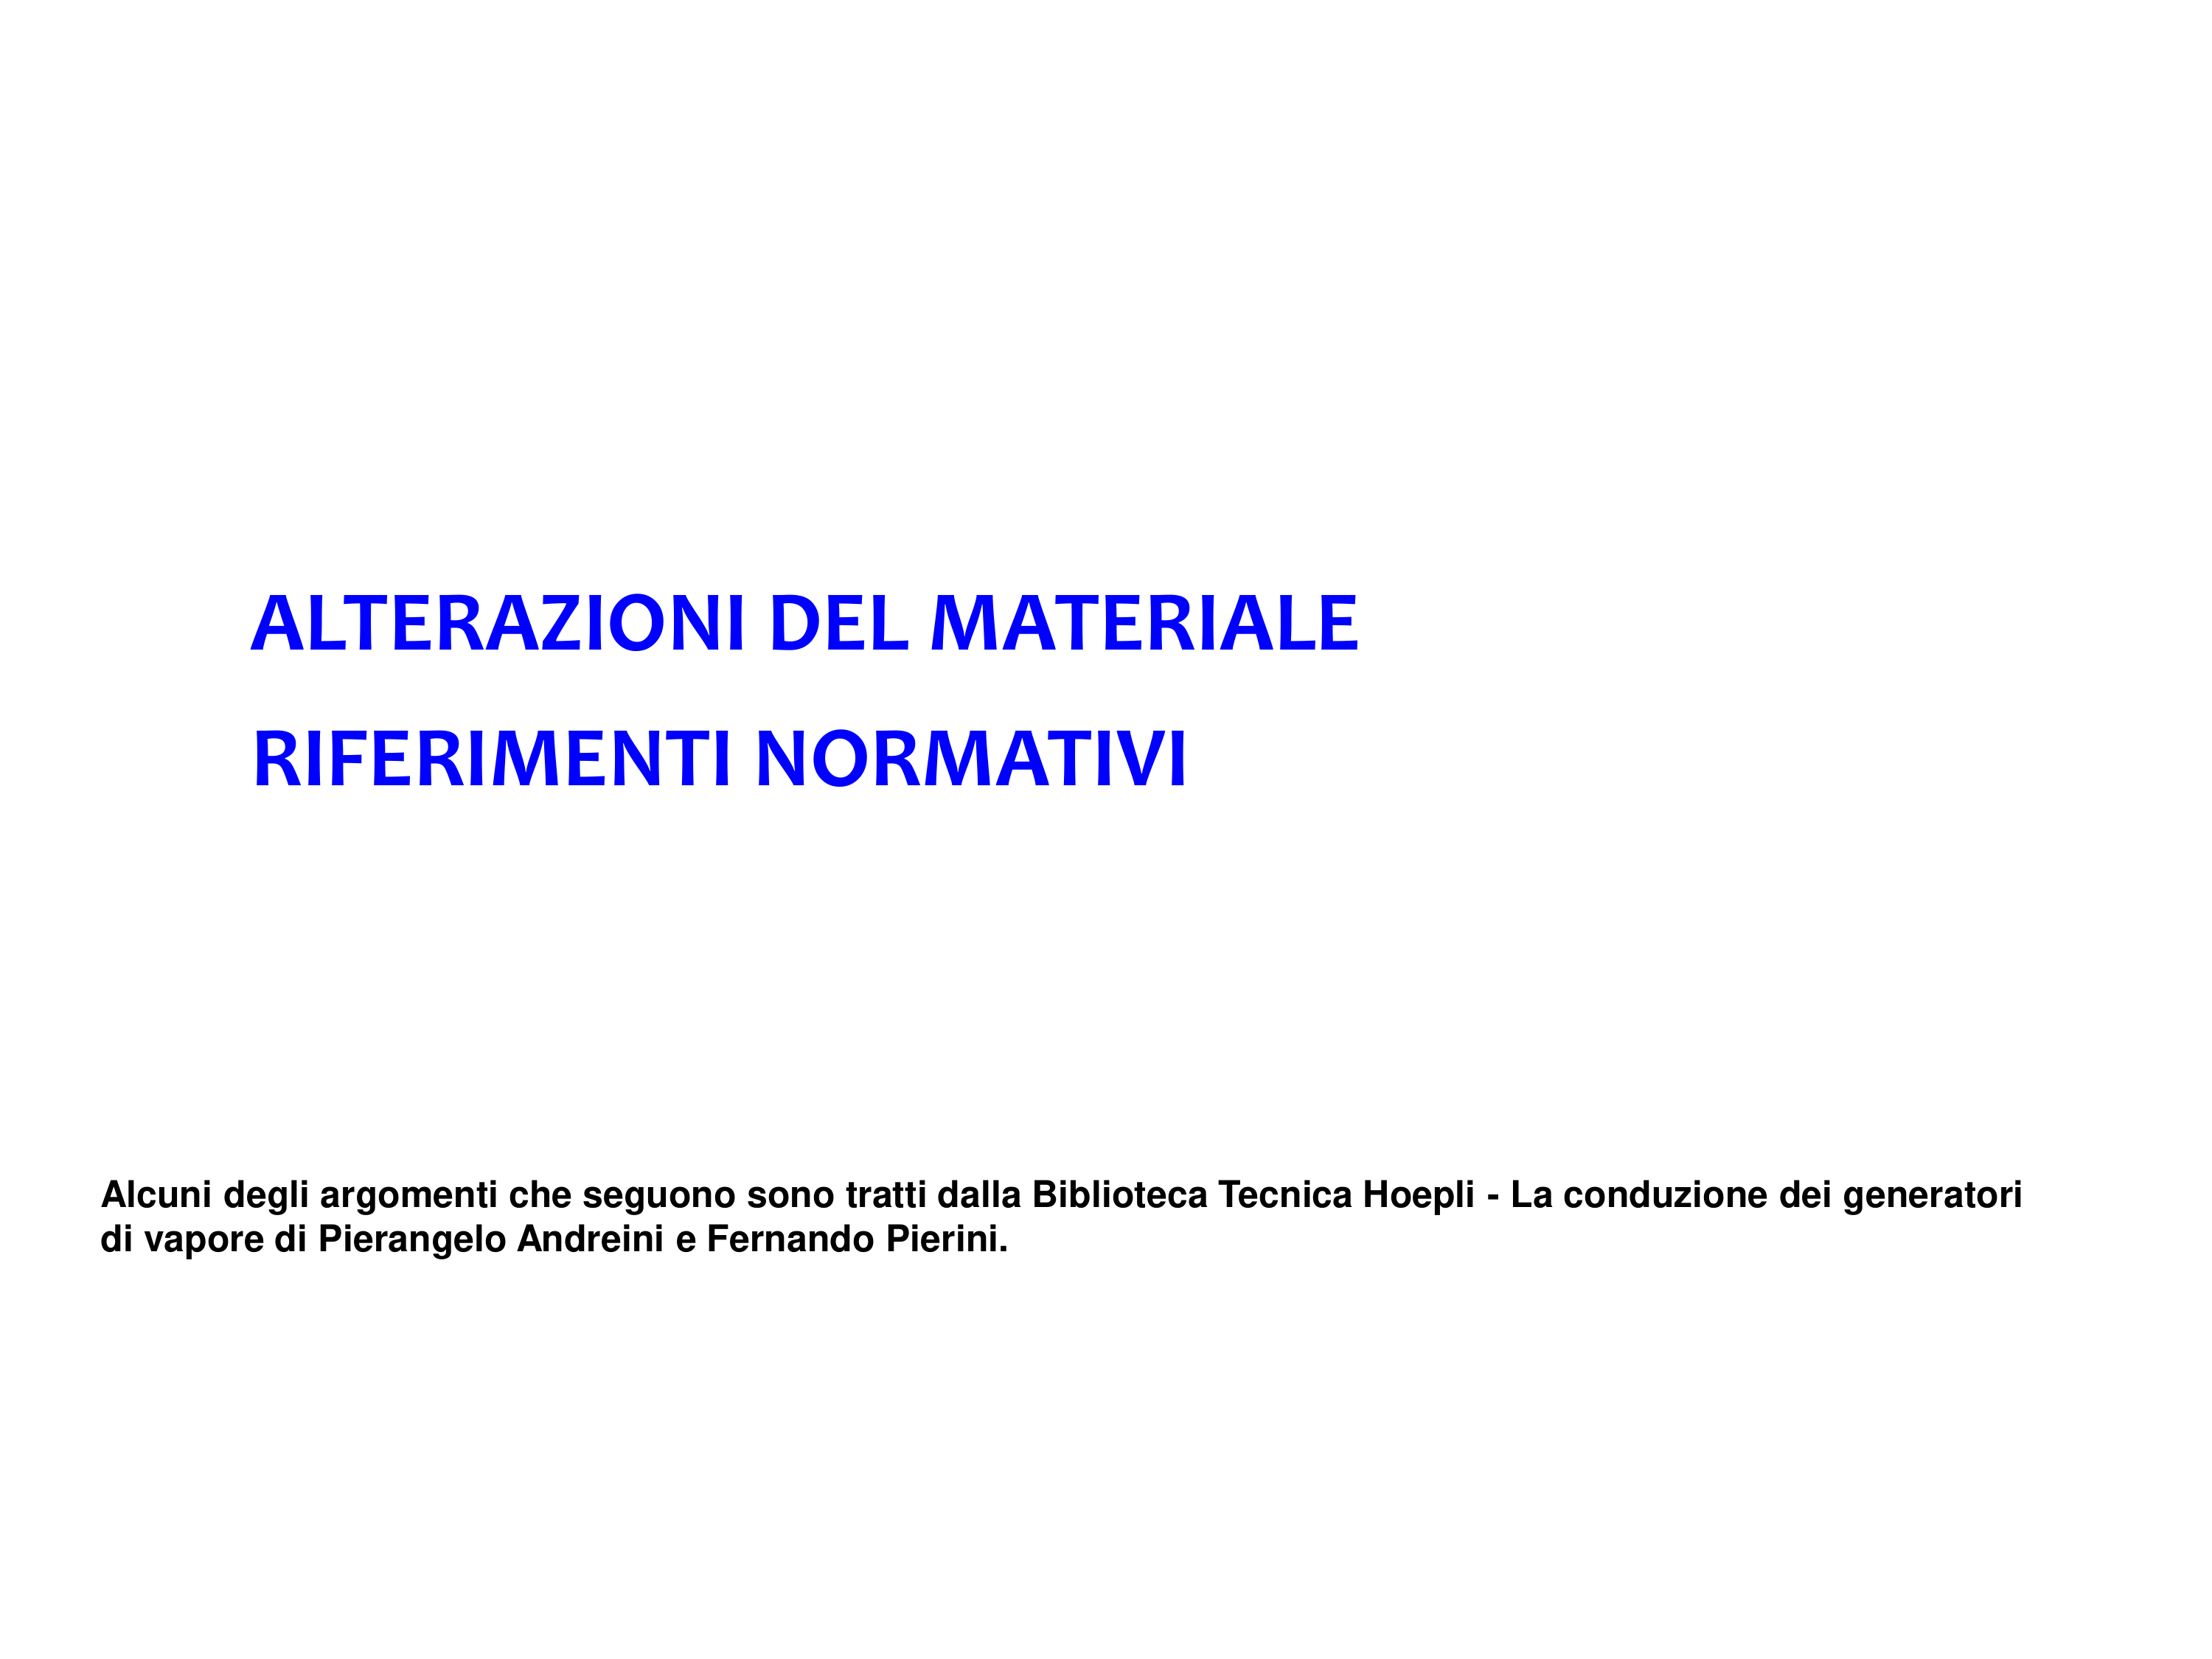 ALTERAZIONI DEL MATERIALE
RIFERIMENTI NORMATIVI
Alcuni degli argomenti che seguono sono tratti dalla Biblioteca Tecnica Hoepli - La conduzione dei generatori
di vapore di Pierangelo Andreini e Fernando Pierini.